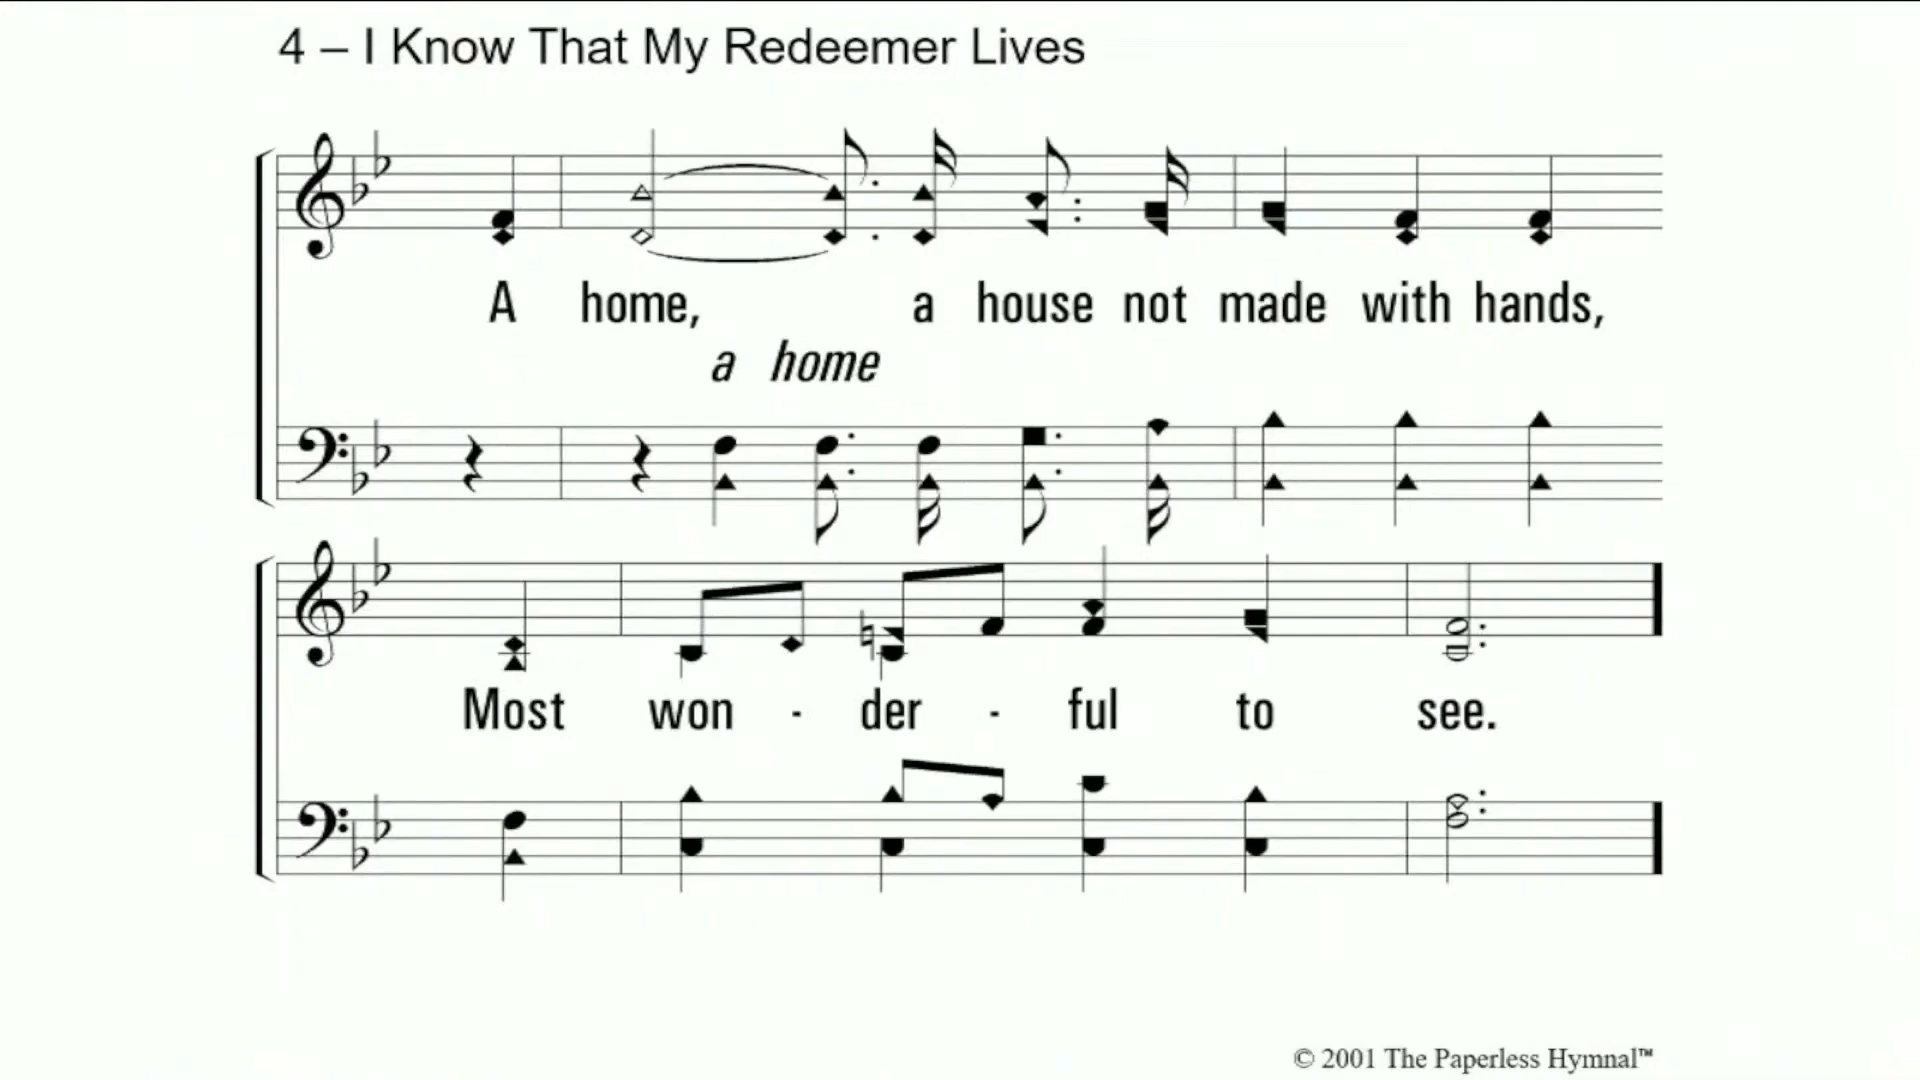 4 – I Know That My Redeemer Lives
A home, a house not made with hands,
a home
Most won - der - ful to see.
© 2001 The Paperless Hymnal™